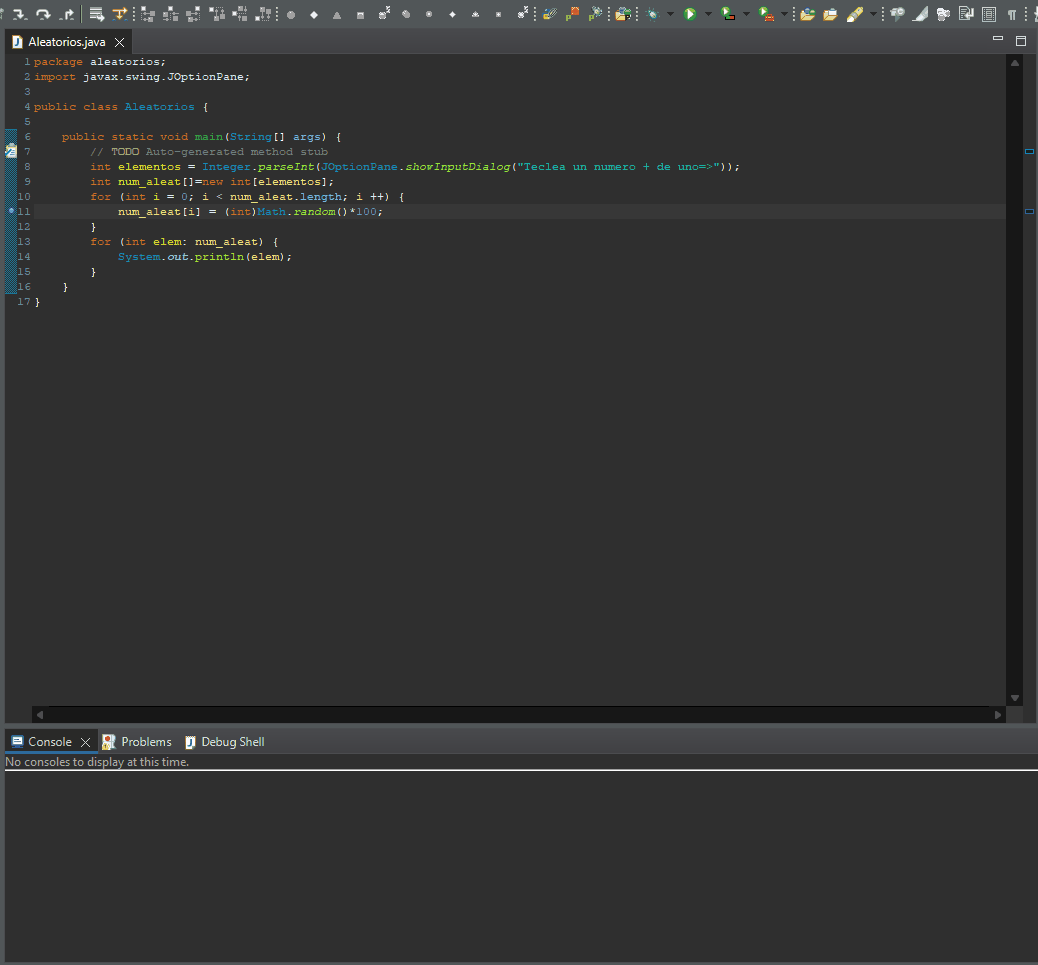 Aleatorios.java
1 package aleatorios;
2 import javax.swing.JOptionPane;
3
4 public class Aleatorios {
5
6     public static void main(String[] args) {
7         // TODO Auto-generated method stub
8         int elementos = Integer.parseInt(JOptionPane.showInputDialog("Teclea un numero + de uno=>"));
9         int num_aleat[]=new int[elementos];
10         for (int i = 0; i < num_aleat.length; i ++) {
11             num_aleat[i] = (int)Math.random()*100;
12         }
13         for (int elem: num_aleat) {
14             System.out.println(elem);
15         }
16     }
17 }
Console Problems Debug Shell
No consoles to display at this time.